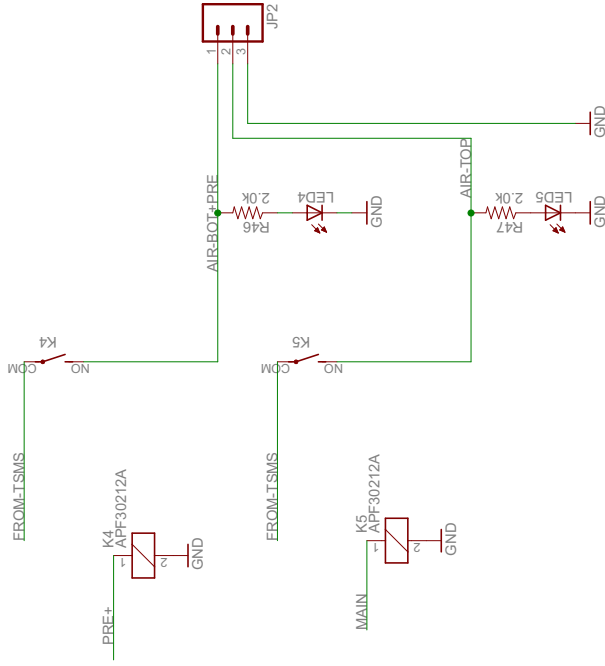 JP2
1
2
3
GND
AIR-BOT+PRE
R46
2.0k
LED4
GND
AIR-TOP
R47
2.0k
LED5
GND
K4
COM
NO
K5
COM
NO
FROM-TSMS
K4
APF30212A
1
2
GND
PRE+
FROM-TSMS
K5
APF30212A
1
2
GND
MAIN